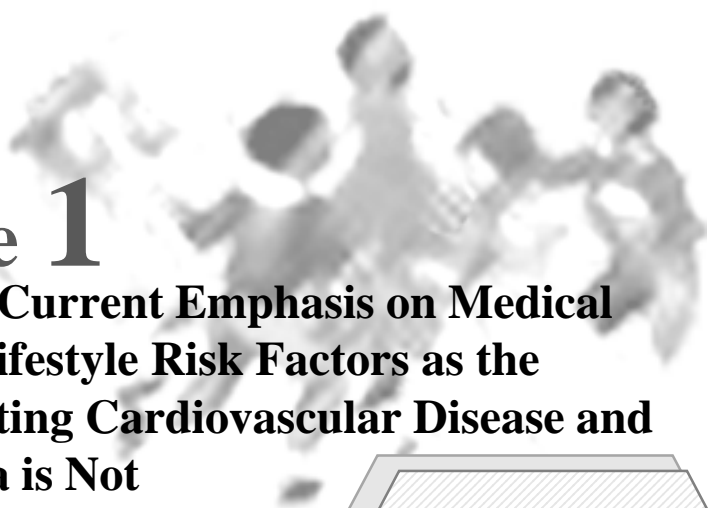 e 1
Current Emphasis on Medical
ifestyle Risk Factors as the
ting Cardiovascular Disease and
a is Not